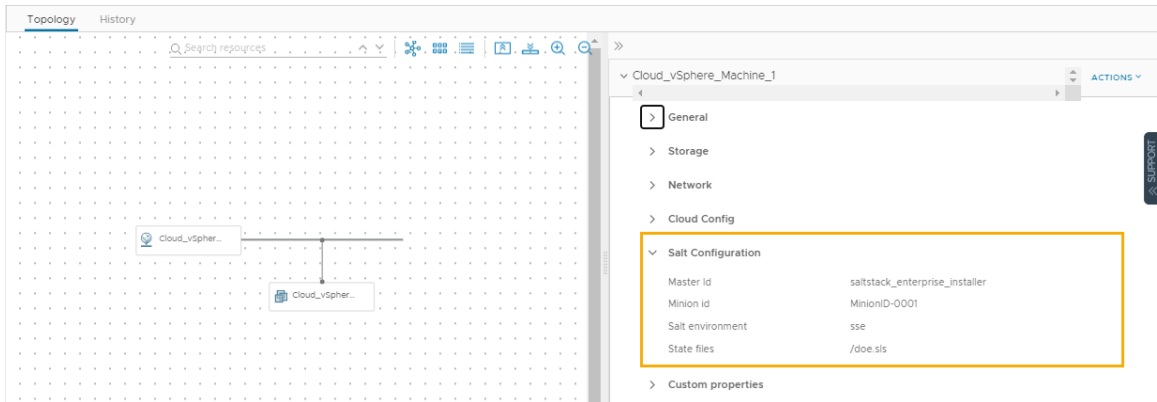 Topology History
Search resources
Cloud_vSphere_Machine_1
ACTIONS
General
Storage
Network
Cloud Config
Salt Configuration
Master Id saltstack_enterprise_installer
Minion id MinionID-0001
Salt environment sse
State files /doe.sls
Custom properties
Cloud_vSpher...
Cloud_vSpher...
SUPPORT